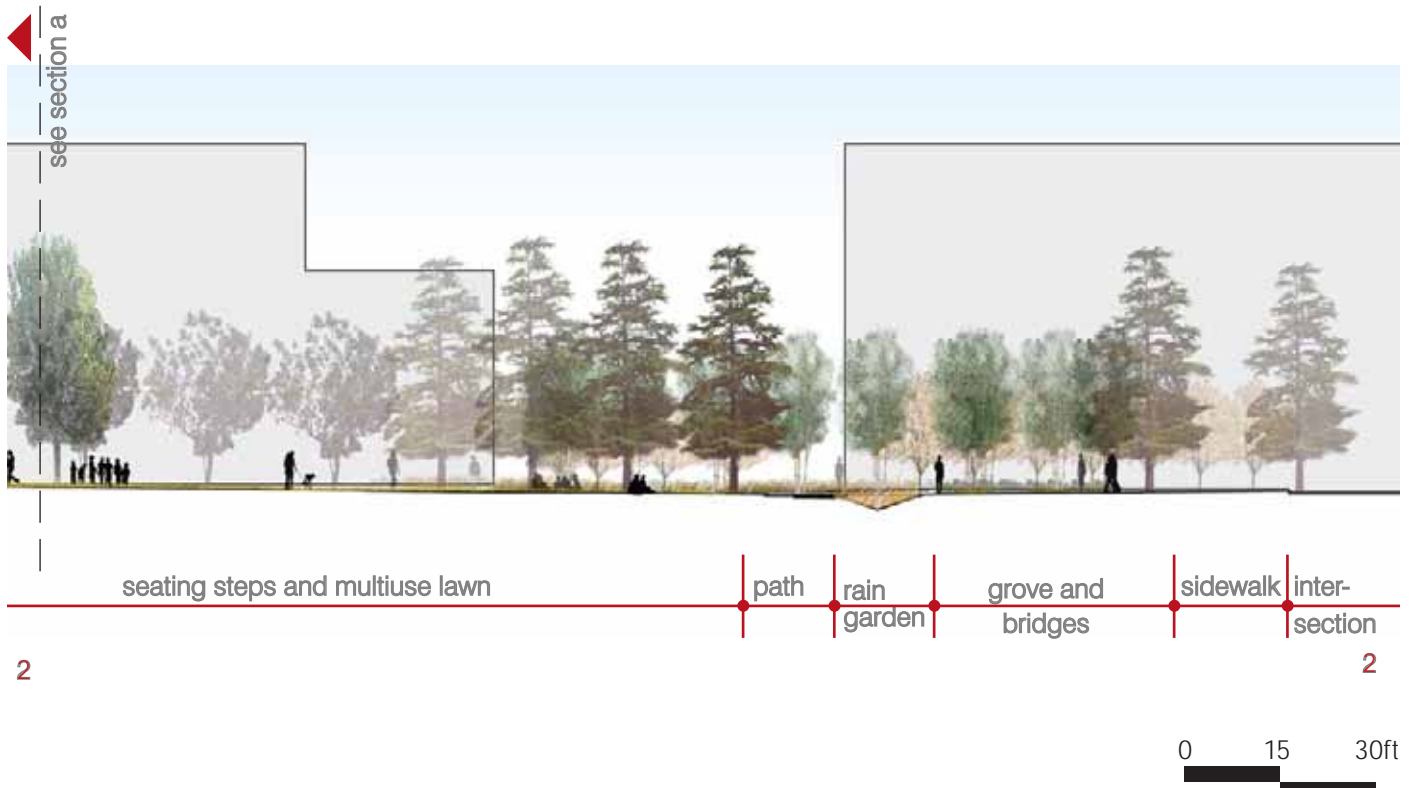 see section a
seating steps and multiuse lawn
path
rain
garden
grove and
bridges
sidewalk
inter-
section
2
2
0 15 30ft